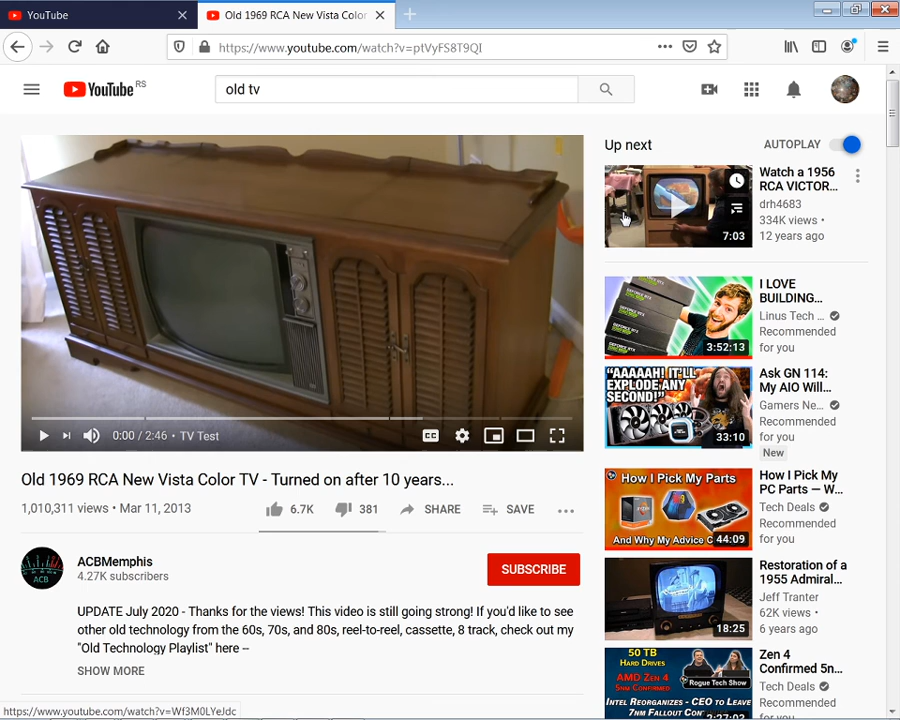 YouTube
Old 1969 RCA New Vista Color
https://www.youtube.com/watch?v=ptVyFS8T9QI
YouTube RS
old tv
Up next
AUTOPLAY
7:03
Watch a 1956
RCA VICTOR...
drh4683
334K views •
12 years ago
3:52:13
I LOVE
BUILDING...
Linus Tech ...
Recommended
for you
"AAAAAH! IT'LL
EXPLODE ANY
SECOND!"
33:10
Ask GN 114:
My AIO Will...
Gamers Ne...
Recommended
for you
New
How I Pick My Parts
And Why My Advice
44:09
How I Pick My
PC Parts — W...
Tech Deals
Recommended
for you
18:25
Restoration of a
1955 Admiral...
Jeff Tranter
62K views •
6 years ago
50 TB
HARD DRIVES
AMD ZEN 4
5NM CONFIRMED
Rogue Tech Show
INTEL REORGANIZES - CEO TO LEAVE
7NM FALLOUT
2:27:02
Zen 4
Confirmed 5n...
Tech Deals
Recommended
0:00 / 2:46 • TV Test
CC
Old 1969 RCA New Vista Color TV - Turned on after 10 years...
1,010,311 views • Mar 11, 2013
6.7K
381
SHARE
SAVE
ACB
ACBMemphis
4.27K subscribers
SUBSCRIBE
UPDATE July 2020 - Thanks for the views! This video is still going strong! If you'd like to see
other old technology from the 60s, 70s, and 80s, reel-to-reel, cassette, 8 track, check out my
"Old Technology Playlist" here --
SHOW MORE
https://www.youtube.com/watch?v=Wf3M0LYeJdc